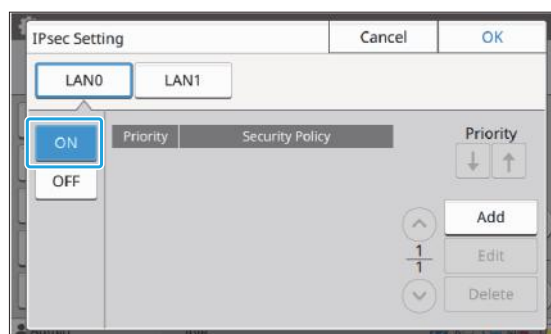 IPsec Setting Cancel OK
LAN0 LAN1
ON Priority Security Policy Priority
OFF
Add
1
1
Edit
Delete